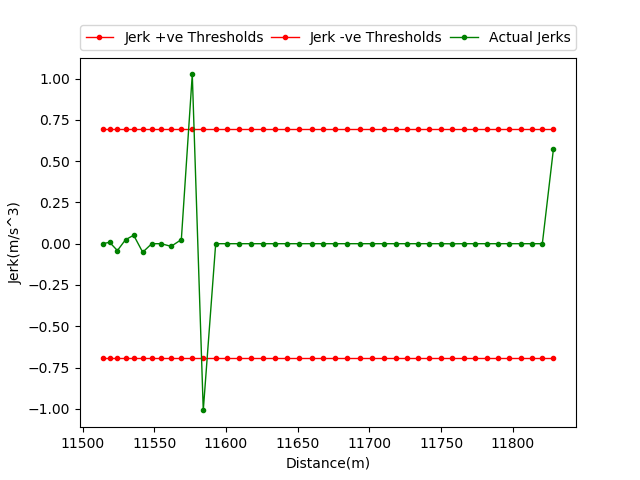 Jerk +ve Thresholds Jerk -ve Thresholds Actual Jerks
1.00
0.75
0.50
0.25
0.00
−0.25
−0.50
−0.75
−1.00
Jerk(m/s^3)
11500 11550 11600 11650 11700 11750 11800
Distance(m)